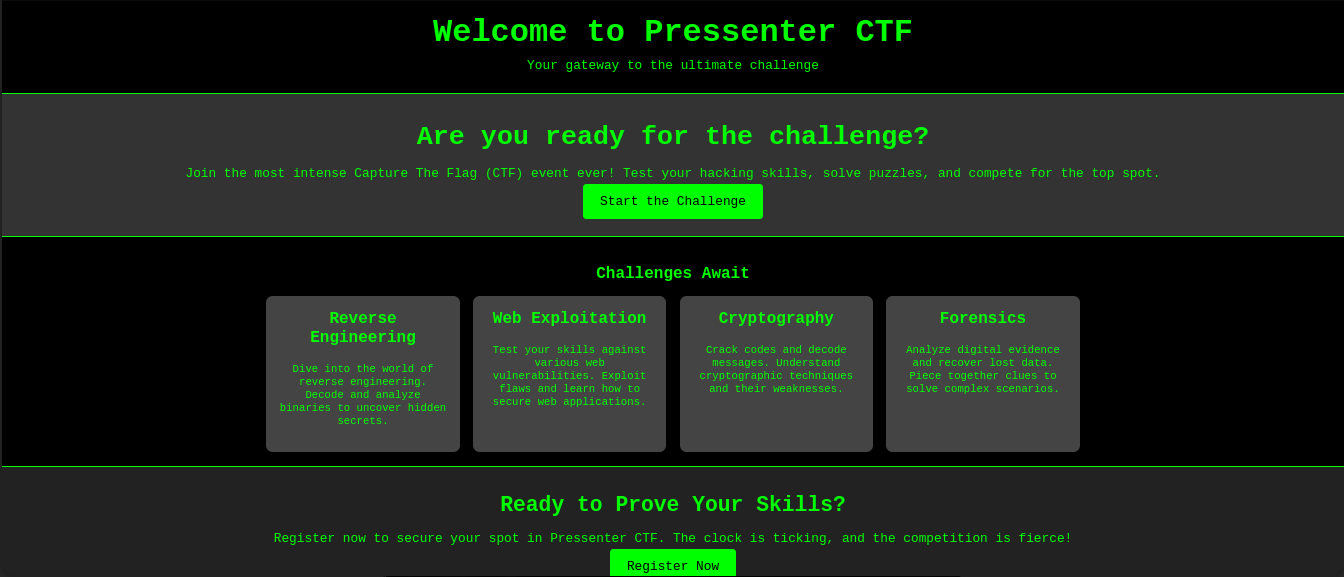 Welcome to Pressenter CTF
Your gateway to the ultimate challenge
Are you ready for the challenge?
Join the most intense Capture The Flag (CTF) event ever! Test your hacking skills, solve puzzles, and compete for the top spot.
Start the Challenge
Challenges Await
Reverse
Engineering
Dive into the world of
reverse engineering.
Decode and analyze
binaries to uncover hidden
secrets.
Web Exploitation
Test your skills against
various web
vulnerabilities. Exploit
flaws and learn how to
secure web applications.
Cryptography
Crack codes and decode
messages. Understand
cryptographic techniques
and their weaknesses.
Forensics
Analyze digital evidence
and recover lost data.
Piece together clues to
solve complex scenarios.
Ready to Prove Your Skills?
Register now to secure your spot in Pressenter CTF. The clock is ticking, and the competition is fierce!
Register Now